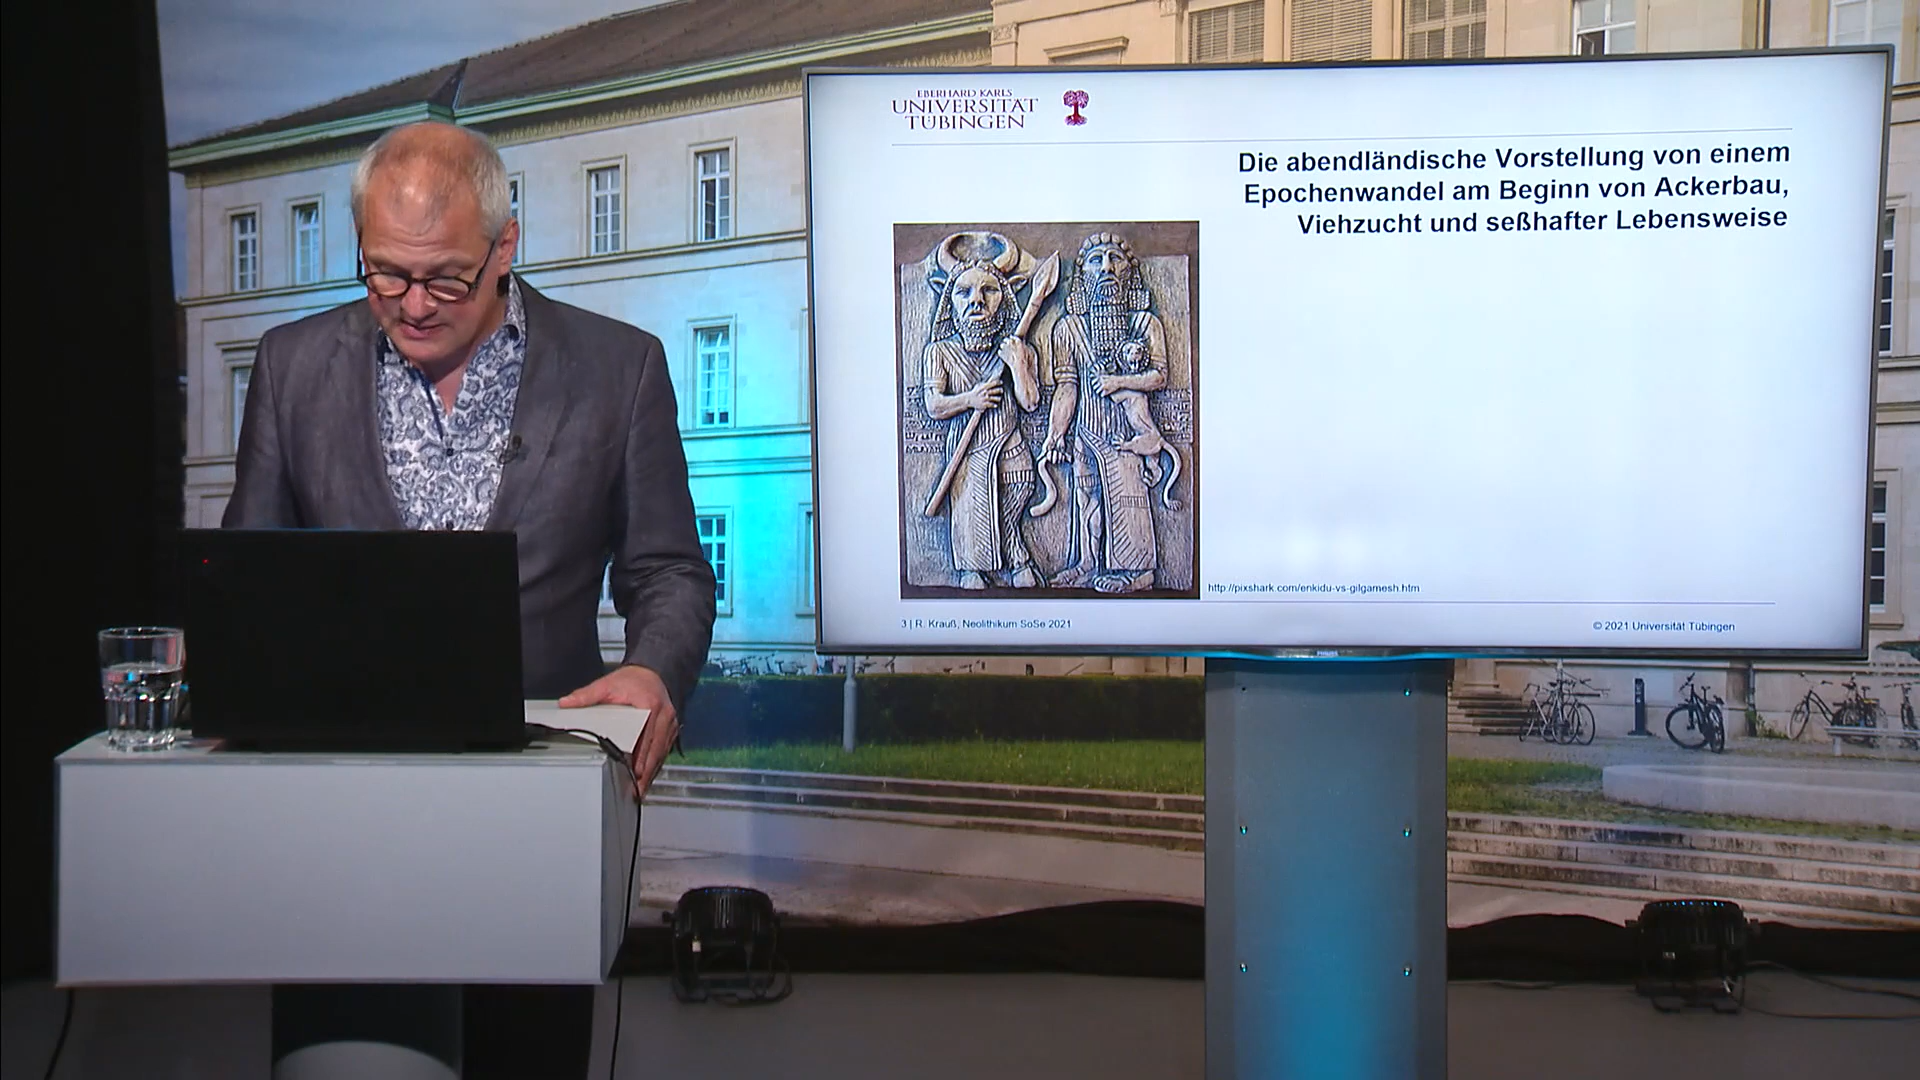 EBERHARD KARLS
UNIVERSITÄT
TÜBINGEN
Die abendländische Vorstellung von einem
Epochenwandel am Beginn von Ackerbau,
Viehzucht und seßhafter Lebensweise
http://pixshark.com/enkidu-vs-gilgamesh.htm
3 | R. Krauß, Neolithikum SoSe 2021
© 2021 Universität Tübingen